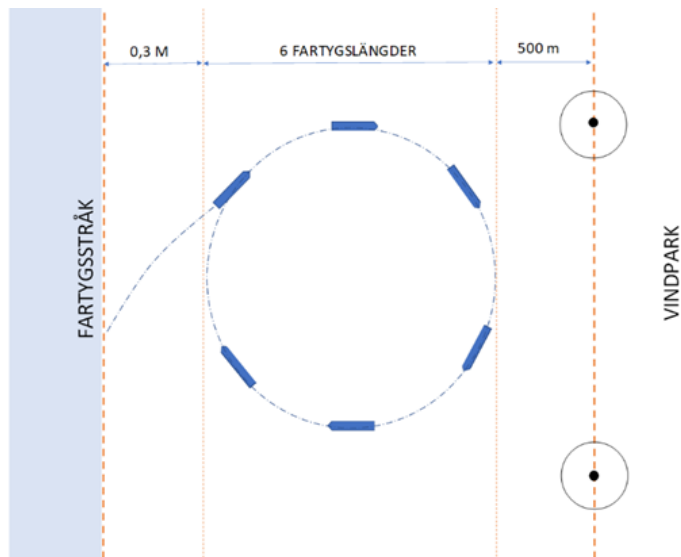 0,3 M
6 FARTYGSLÄNGDER
500 m
FARTYGSSTRÅK
VINDPARK